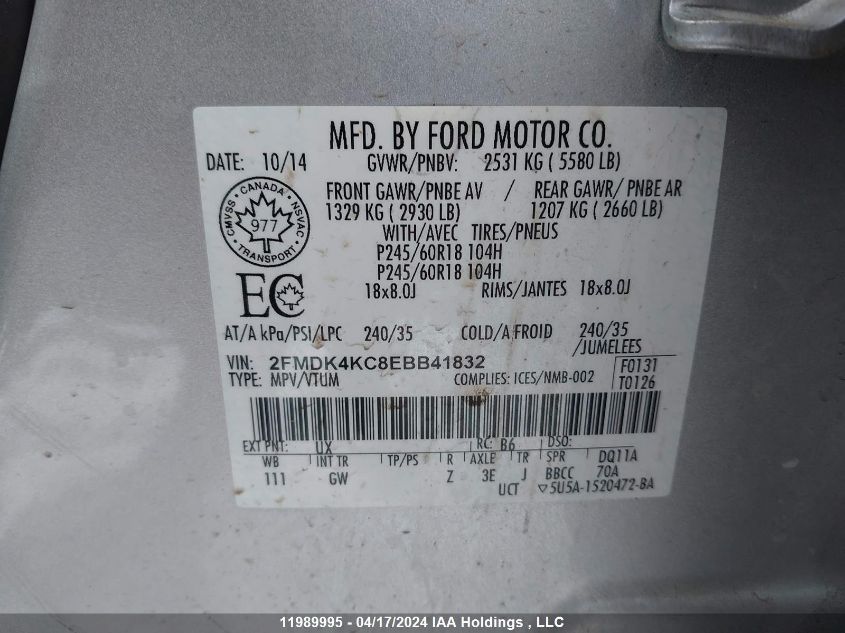 MFD. BY FORD MOTOR CO.
DATE: 10/14 GVWR/PNBV: 2531 KG ( 5580 LB)
FRONT GAWR/PNBE AV / REAR GAWR/ PNBE AR
1329 KG ( 2930 LB) 1207 KG ( 2660 LB)
WITH/AVEC TIRES/PNEUS
P245/60R18 104H
P245/60R18 104H
18x8.0J RIMS/JANTES 18x8.0J
CMVSS · CANADA · NSVAC
977
TRANSPORT
EC
AT/A kPa/PSI/LPC 240/35 COLD/A FROID 240/35
/JUMELEES
VIN: 2FMDK4KC8EBB41832 F0131
TYPE: MPV/VTUM COMPLIES: ICES/NMB-002 T0126
EXT PNT: UX RC: B6 DSO:
WB INT TR TP/PS R AXLE TR SPR DQ11A
111 GW Z 3E J BBCC 70A
UCT ▽5U5A-1520472-BA
11989995 - 04/17/2024 IAA Holdings , LLC